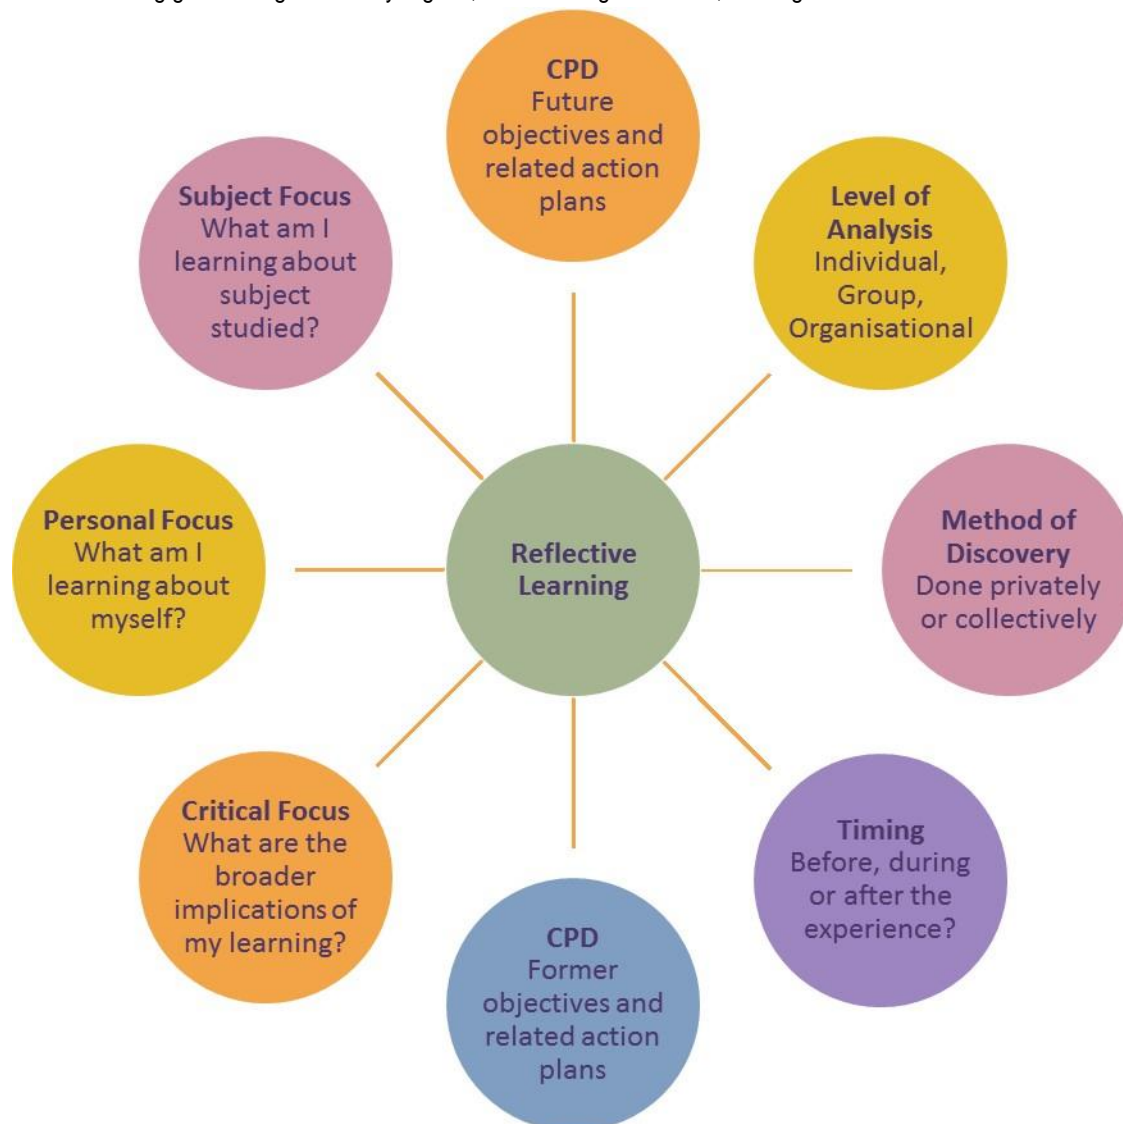 CPD
Future
objectives and
related action
plans
Level of
Analysis
Individual,
Group,
Organisational
Method of
Discovery
Done privately
or collectively
Timing
Before, during
or after the
experience?
CPD
Former
objectives and
related action
plans
Critical Focus
What are the
broader
implications of
my learning?
Personal Focus
What am I
learning about
myself?
Subject Focus
What am I
learning about
subject
studied?
Reflective
Learning